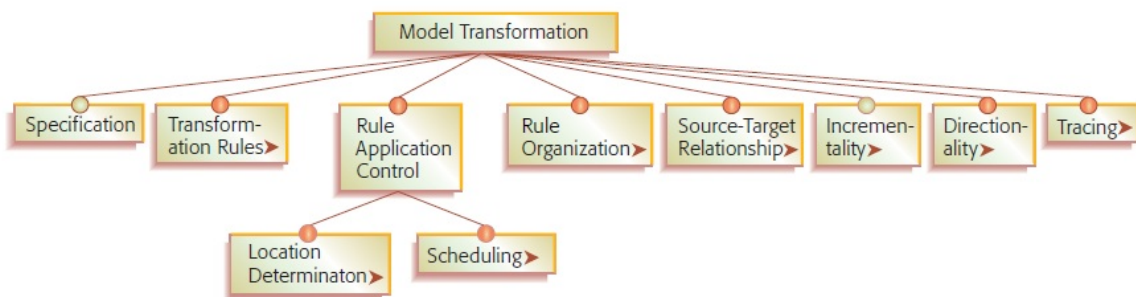 Model Transformation
Specification
Transform-
ation Rules
Rule
Application
Control
Rule
Organization
Source-Target
Relationship
Incremen-
tality
Direction-
ality
Tracing
Location
Determinaton
Scheduling